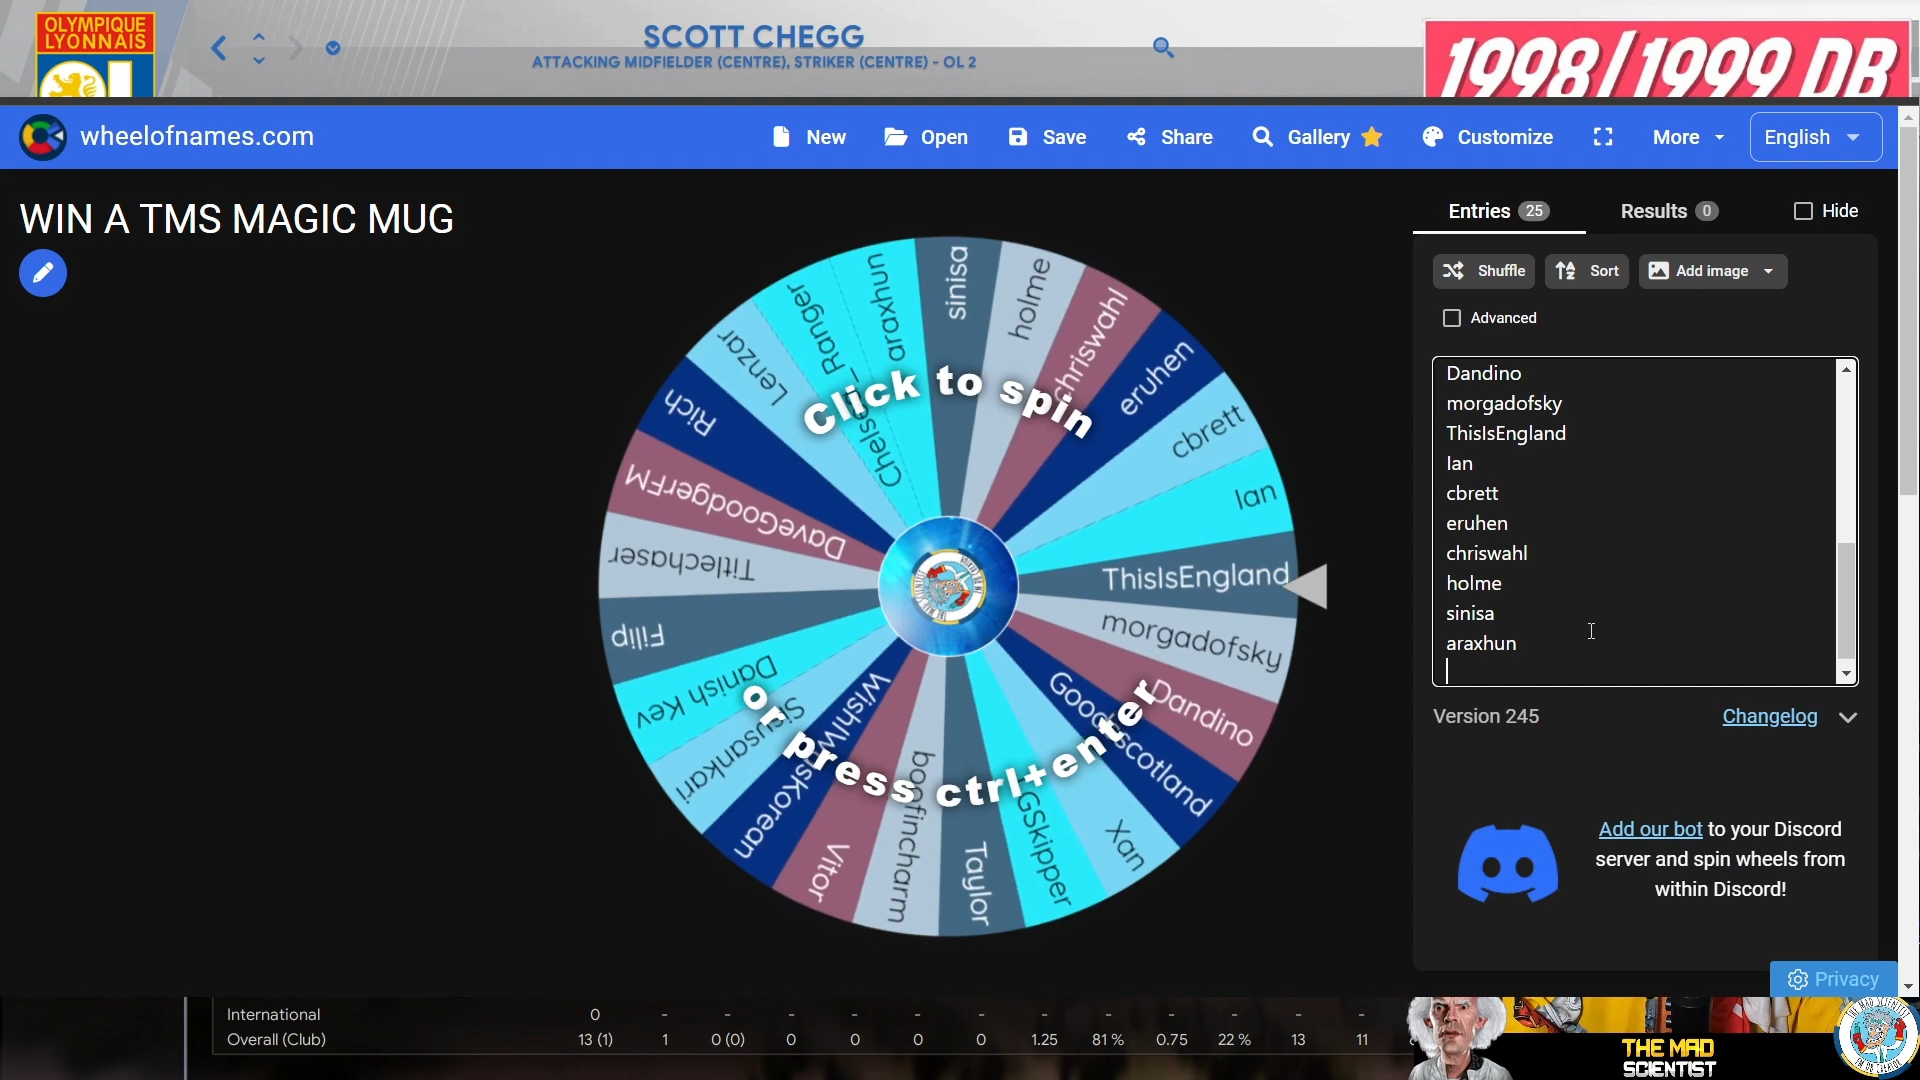 OLYMPIQUE
LYONNAIS
SCOTT CHEGG
ATTACKING MIDFIELDER (CENTRE), STRIKER (CENTRE) - OL 2
1998/1999 DB
wheelofnames.com
New
Open
Save
Share
Gallery
Customize
More
English
WIN A TMS MAGIC MUG
Entries 25
Results 0
Hide
Shuffle
Sort
Add image
Advanced
Dandino
morgadofsky
ThisIsEngland
Ian
cbrett
eruhen
chriswahl
holme
sinisa
araxhun
Version 245
Changelog
Add our bot to your Discord
server and spin wheels from
within Discord!
Privacy
Click to spin
or press ctrl+enter
sinisa
holme
chriswahl
eruhen
cbrett
Ian
ThisIsEngland
morgadofsky
Dandino
Xan
GSkipper
Taylor
bonfincharm
Vitor
Sisusankari
Danish Kev
Filip
Titlechaser
DaveGoodgerFM
Rich
Lenzar
Chelsea_Ranger
araxhun
International 0 - - - - - - - - - - -
Overall (Club) 13 (1) 1 0 (0) 0 0 0 0 1.25 81 % 0.75 22 % 13 11
THE MAD
SCIENTIST